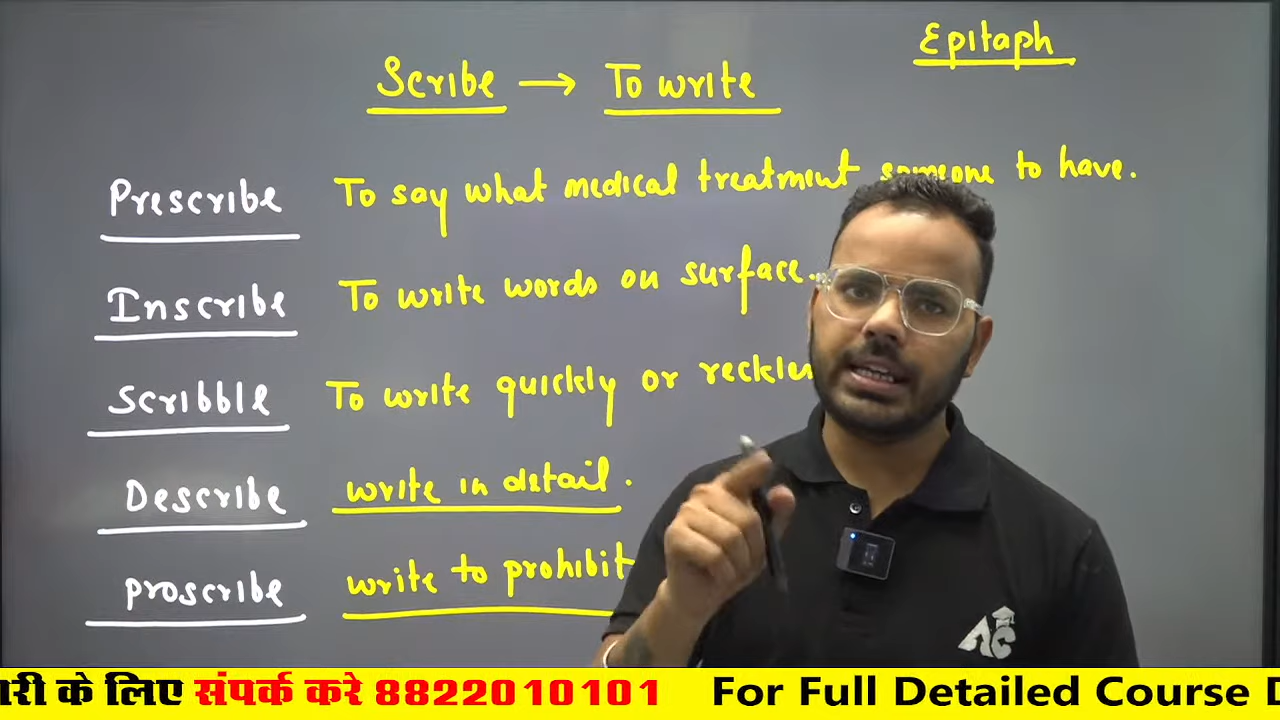 Epitaph
Scribe → To write
Prescribe To say what medical treatment someone to have.
Inscribe To write words on surface.
Scribble To write quickly or
Describe write in detail.
proscribe write to prohibit
AC
के लिए संपर्क करे 8822010101 For Full Detailed Course